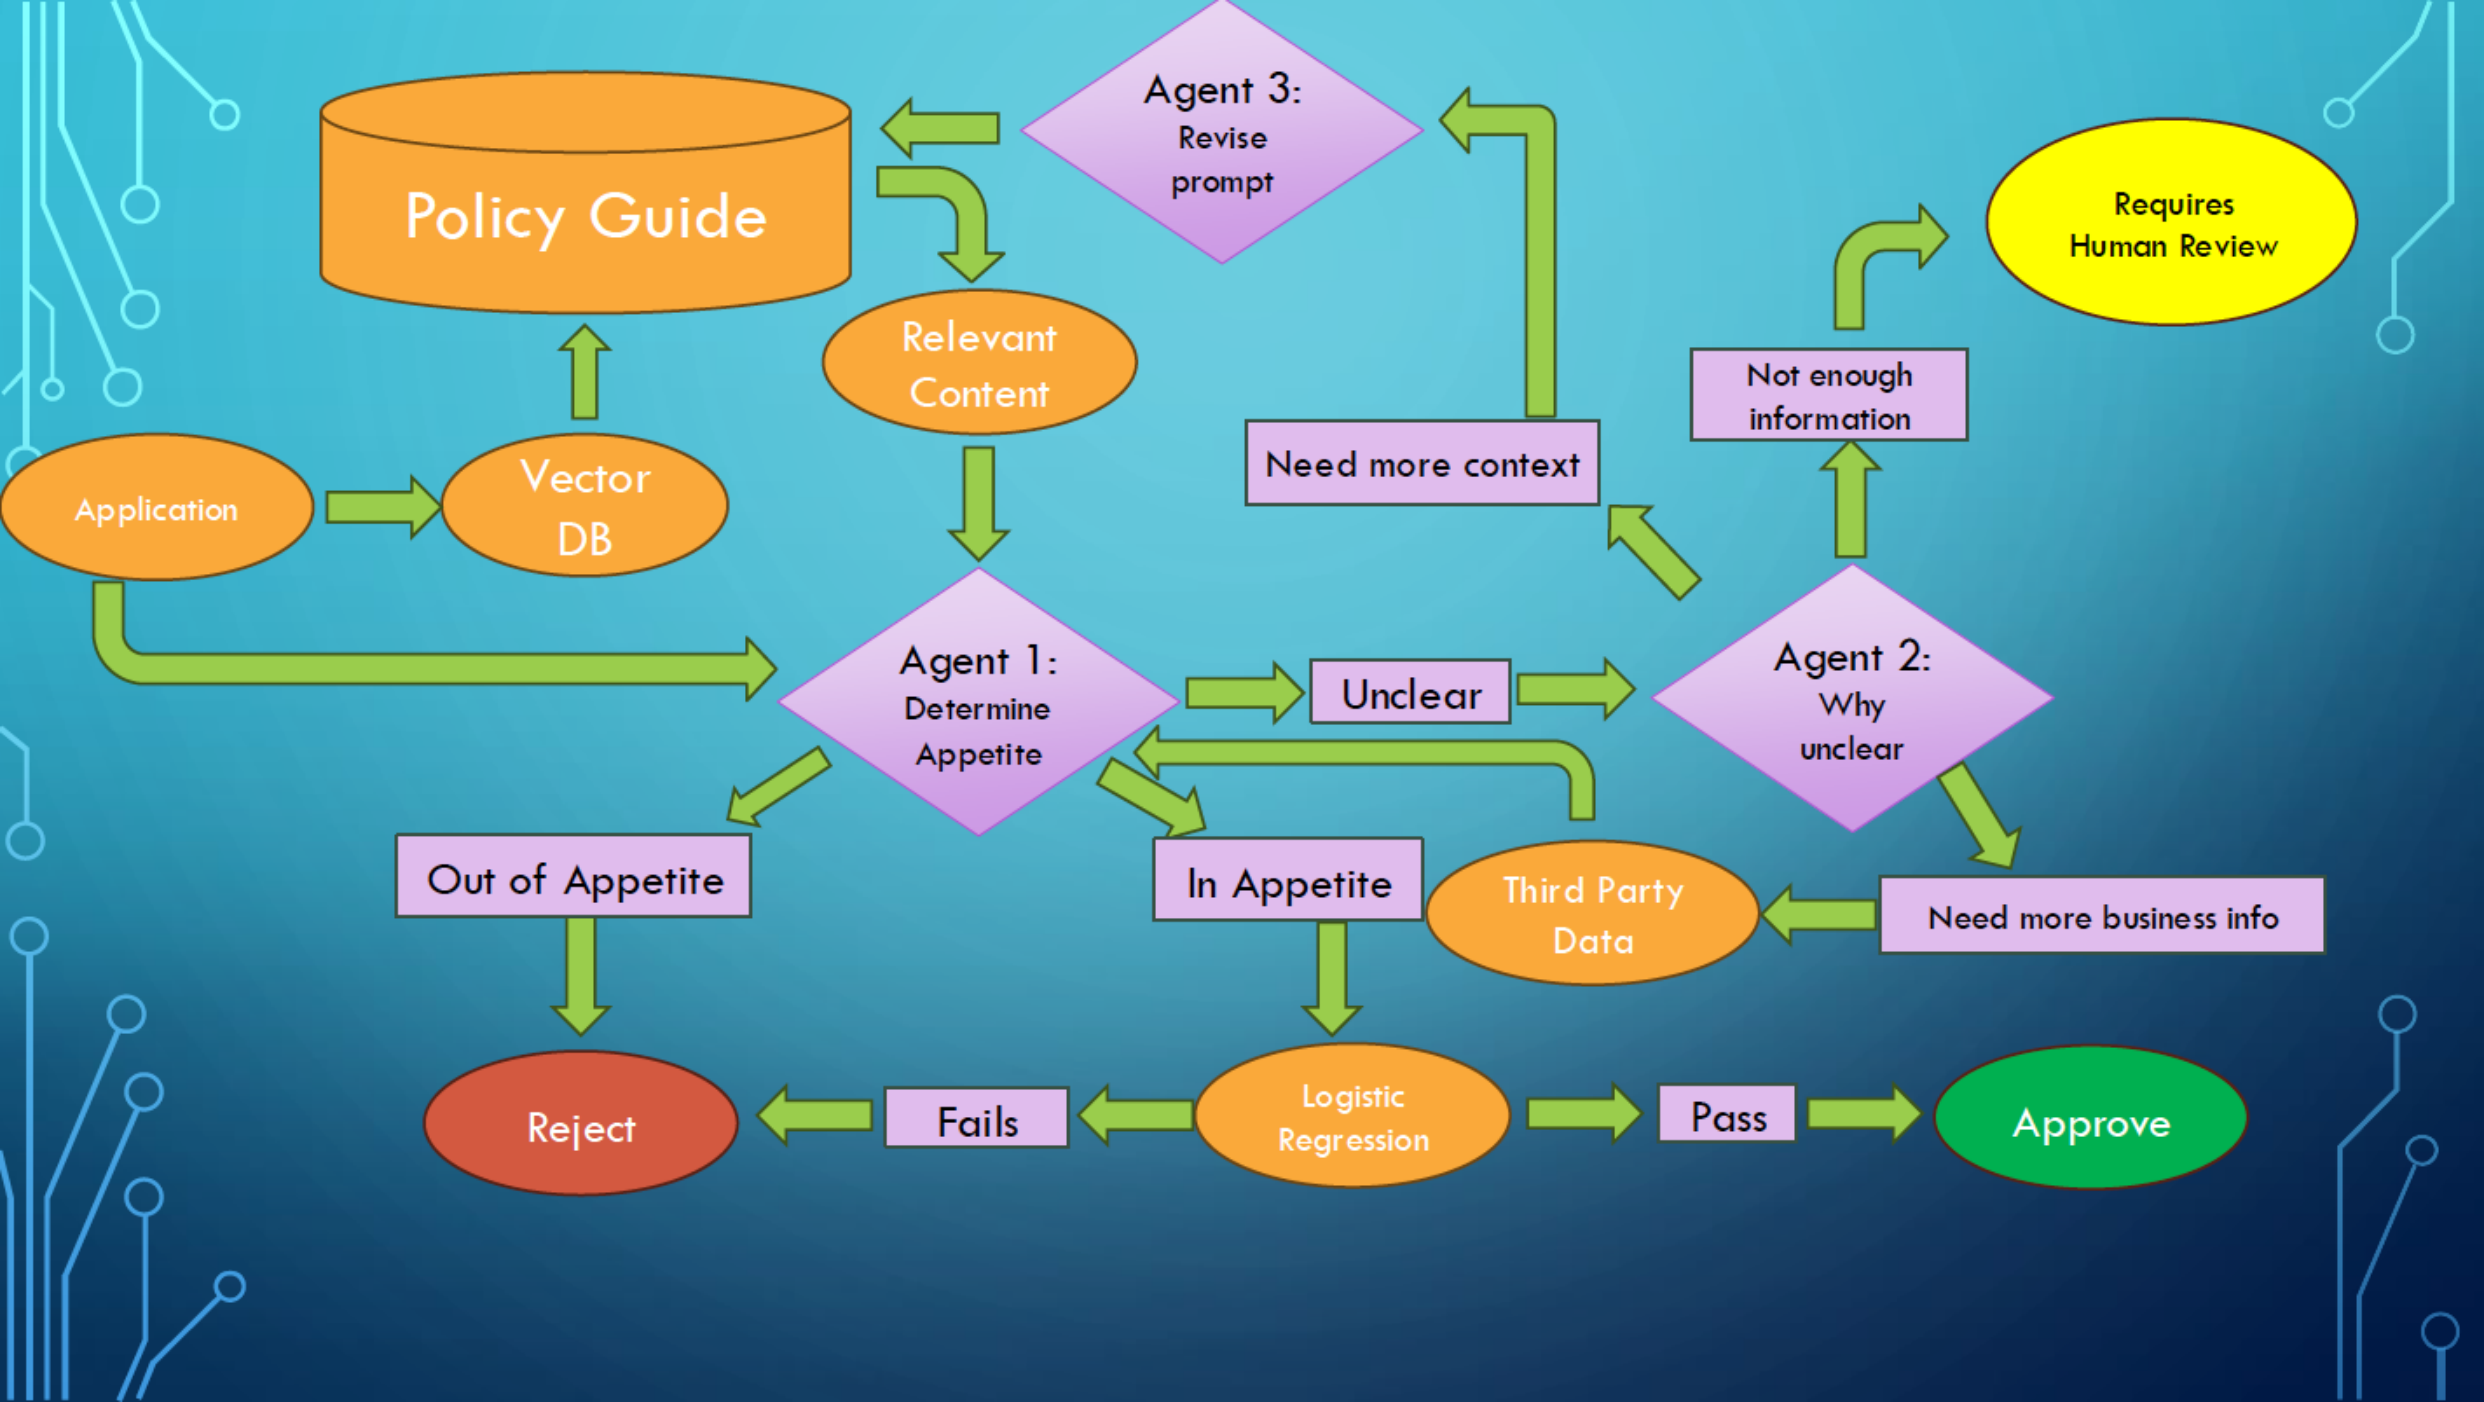 Agent 3:
Revise
prompt
Policy Guide
Requires
Human Review
Relevant
Content
Not enough
information
Need more context
Application
Vector
DB
Agent 1:
Determine
Appetite
Unclear
Agent 2:
Why
unclear
Out of Appetite
In Appetite
Third Party
Data
Need more business info
Reject
Fails
Logistic
Regression
Pass
Approve